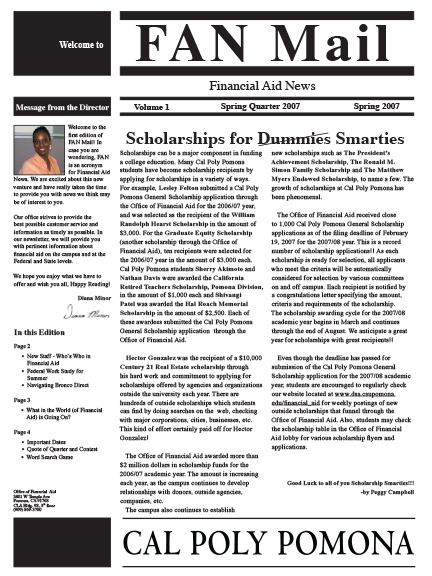 Welcome to
FAN Mail
Financial Aid News
Message from the Director
Volume 1
Spring Quarter 2007
Spring 2007
Welcome to the
first edition of
FAN Mail! In
case you are
wondering, FAN
is an acronym
for Financial Aid
News. We are excited about this new
venture and have really taken the time
to provide you with news we think may
be of interest to you.
Our office strives to provide the
best possible customer service and
information as timely as possible. In
our newsletter, we will provide you
with pertinent information about
financial aid on the campus and at the
Federal and State levels.
We hope you enjoy what we have to
offer and wish you all, Happy Reading!
Diana Minor
In this Edition
Page 2
• New Staff - Who's Who in
Financial Aid
• Federal Work Study for
Summer
• Navigating Bronco Direct
Page 3
• What in the World (of Financial
Aid) is Going On?
Page 4
• Important Dates
• Quote of Quarter and Contest
• Word Search Game
Office of Financial Aid
3801 W Temple Ave
Pomona, CA 91768
CLA Bldg. 98,
(909) 869-3700
Scholarships for Dummies Smarties
Scholarships can be a major component in funding
a college education. Many Cal Poly Pomona
students have become scholarship recipients by
applying for scholarships in a variety of ways.
For example, Lesley Felton submitted a Cal Poly
Pomona General Scholarship application through
the Office of Financial Aid for the 2006/07 year,
and was selected as the recipient of the William
Randolph Hearst Scholarship in the amount of
$3,000. For the Graduate Equity Scholarship
(another scholarship through the Office of
Financial Aid), ten recipients were selected for
the 2006/07 year in the amount of $3,000 each.
Cal Poly Pomona students Sherry Akimoto and
Nathan Davis were awarded the California
Retired Teachers Scholarship, Pomona Division,
in the amount of $1,000 each and Shivangi
Patel was awarded the Hal Roach Memorial
Scholarship in the amount of $2,500. Each of
these awardees submitted the Cal Poly Pomona
General Scholarship application through the
Office of Financial Aid.
Hector Gonzalez was the recipient of a $10,000
Century 21 Real Estate scholarship through
his hard work and commitment to applying for
scholarships offered by agencies and organizations
outside the university each year. There are
hundreds of outside scholarships which students
can find by doing searches on the web, checking
with major corporations, cities, businesses, etc.
This kind of effort certainly paid off for Hector
Gonzalez!
The Office of Financial Aid awarded more than
$2 million dollars in scholarship funds for the
2006/07 academic year. The amount is increasing
each year, as the campus continues to develop
relationships with donors, outside agencies,
companies, etc.
The campus also continues to establish
new scholarships such as The President's
Achievement Scholarship, The Ronald M.
Simon Family Scholarship and The Matthew
Myers Endowed Scholarship, to name a few. The
growth of scholarships at Cal Poly Pomona has
been phenomenal.
The Office of Financial Aid received close
to 1,000 Cal Poly Pomona General Scholarship
applications as of the filing deadline of February
19, 2007 for the 2007/08 year. This is a record
number of scholarship applications!! As each
scholarship is ready for selection, all applicants
who meet the criteria will be automatically
considered for selection by various committees
on and off campus. Each recipient is notified by
a congratulations letter specifying the amount,
criteria and requirements of the scholarship.
The scholarship awarding cycle for the 2007/08
academic year begins in March and continues
through the end of August. We anticipate a great
year for scholarships with great recipients!!
Even though the deadline has passed for
submission of the Cal Poly Pomona General
Scholarship application for the 2007/08 academic
year, students are encouraged to regularly check
our website located at www.dsa.csupomona.
edu/financial_aid for weekly postings of new
outside scholarships that funnel through the
Office of Financial Aid. Also, students may check
the scholarship table in the Office of Financial
Aid lobby for various scholarship flyers and
applications.
Good Luck to all of you Scholarship Smarties!!!
-by Peggy Campbell
CAL POLY POMONA